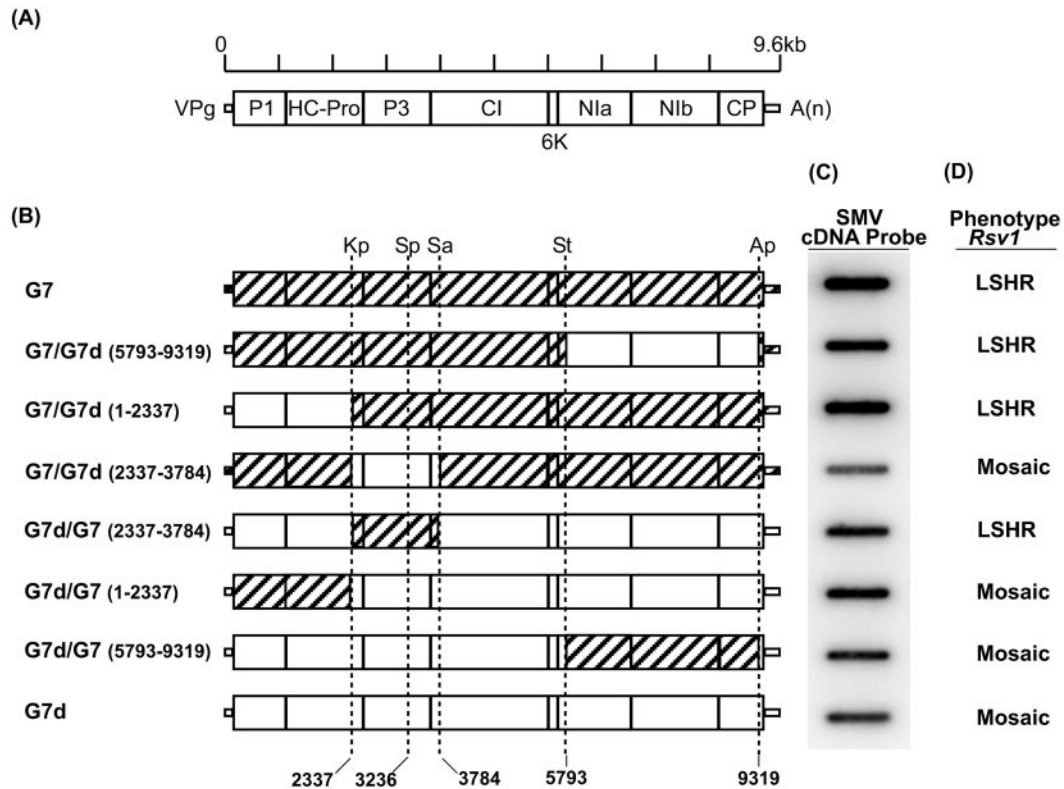 (A)
0 9.6kb
VPg P1 HC-Pro P3 CI NIa NIb CP A(n)
6K
(B)
(C)
(D)
SMV
cDNA Probe
Phenotype
Rsv1
Kp Sp Sa St Ap
G7 LSHR
G7/G7d (5793-9319) LSHR
G7/G7d (1-2337) LSHR
G7/G7d (2337-3784) Mosaic
G7d/G7 (2337-3784) LSHR
G7d/G7 (1-2337) Mosaic
G7d/G7 (5793-9319) Mosaic
G7d Mosaic
2337 3236 3784 5793 9319